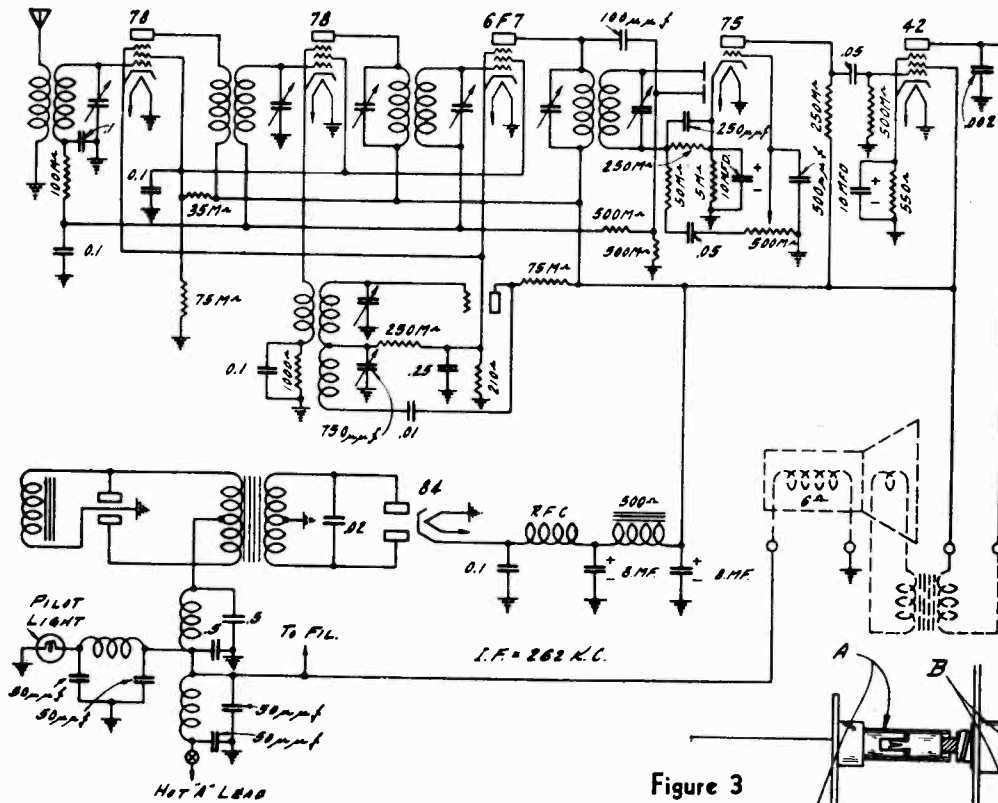 78
78
6F7
100μμf
75
42
.1
100M~
0.1
35M~
0.1
75M~
250μμf
250M~
50M~
5M~
10MFD
+
-
500μμf
.05
500M~
500M~
500M~
250M~
.05
500M~
10MFD
+
-
550~
.002
75M~
0.1
1000~
250M~
.25
210~
750μμf
.01
84
.02
RFC
500~
0.1
+
-
8MF.
+
-
8MF.
6~
PILOT
LIGHT
.5
.5
TO FIL.
I.F. = 262 K.C.
50μμf
50μμf
50μμf
50μμf
HOT "A" LEAD
A
B
Figure 3